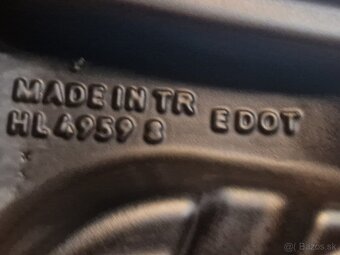 MADE IN TR E DOT
HL 4959 8
© Bazos.sk